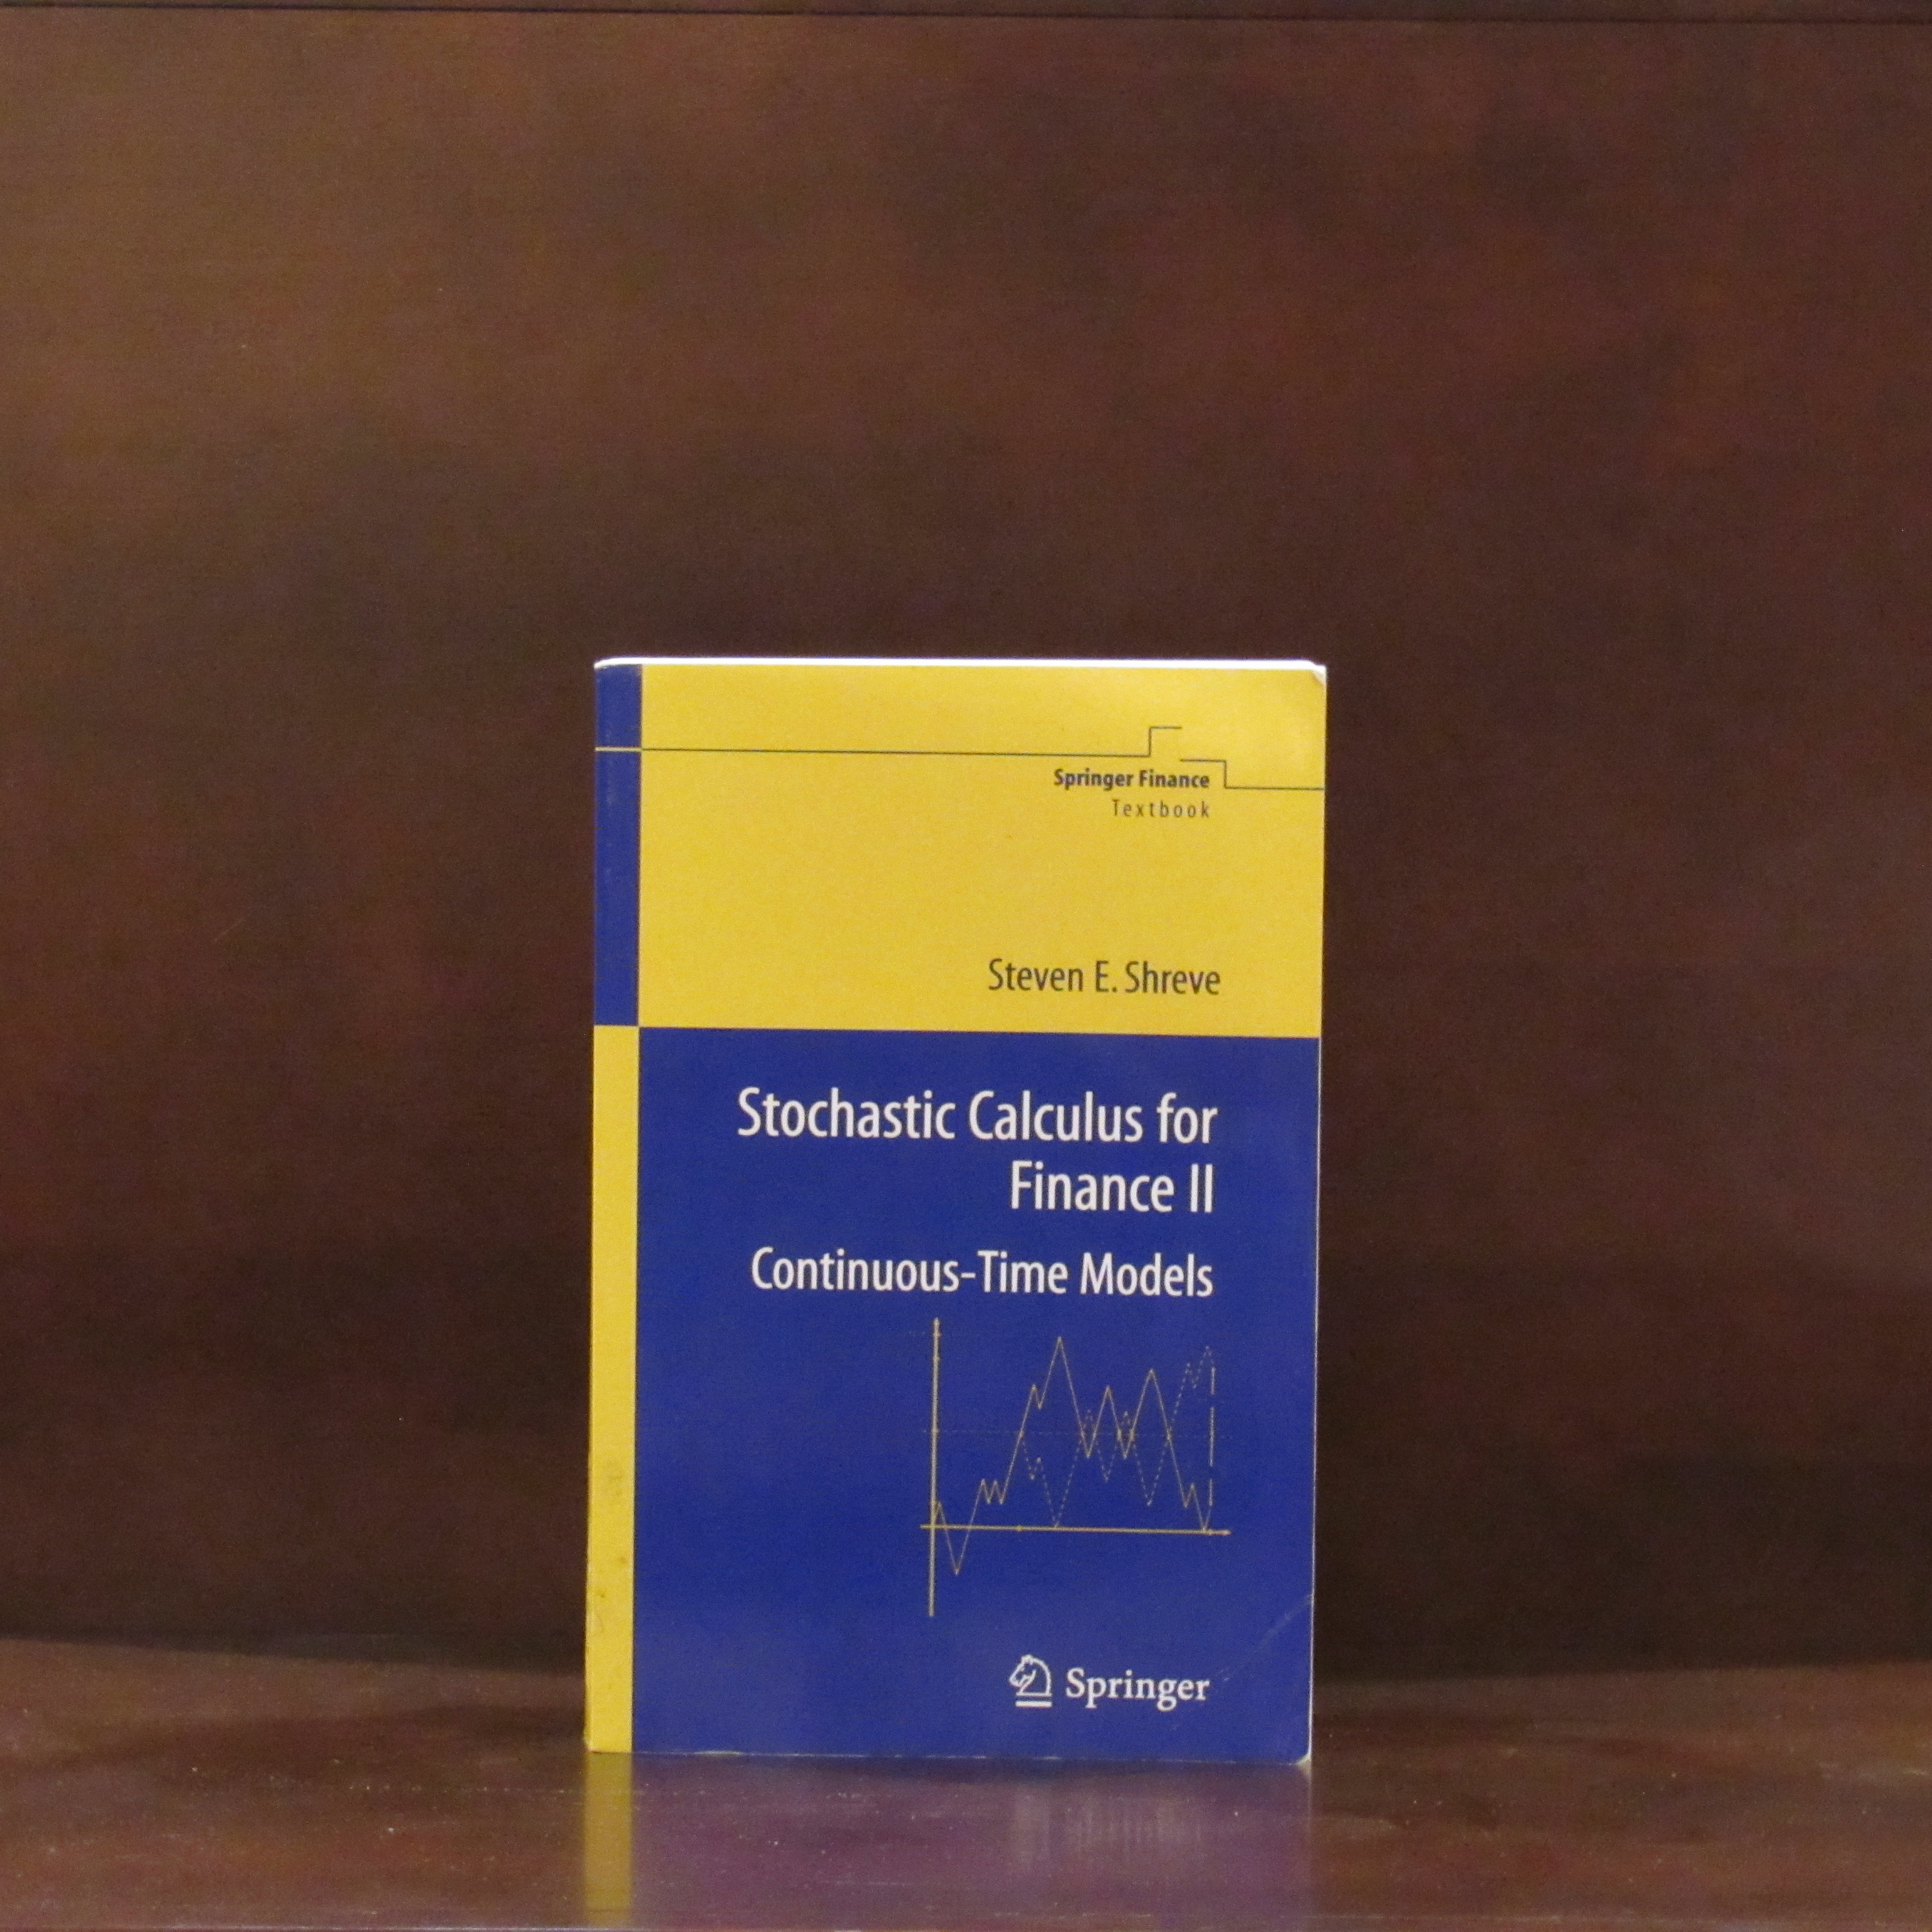 Springer Finance
Textbook
Steven E. Shreve
Stochastic Calculus for
Finance II
Continuous-Time Models
Springer